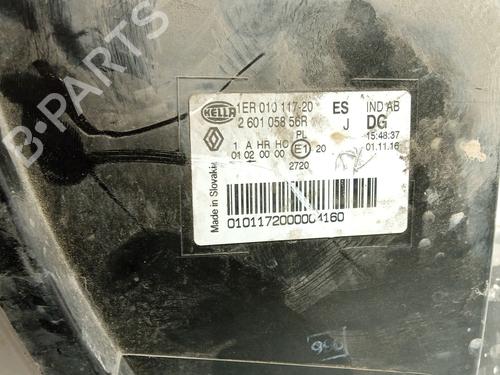 B-PARTS
HELLA 1ER 010 117-20 ES IND AB
2 601 058 56R J DG
PL 15:48:37
1 A HR HC E1 20 01.11.16
01 02 00 00
2720
Made in Slovakia
0101172000004160